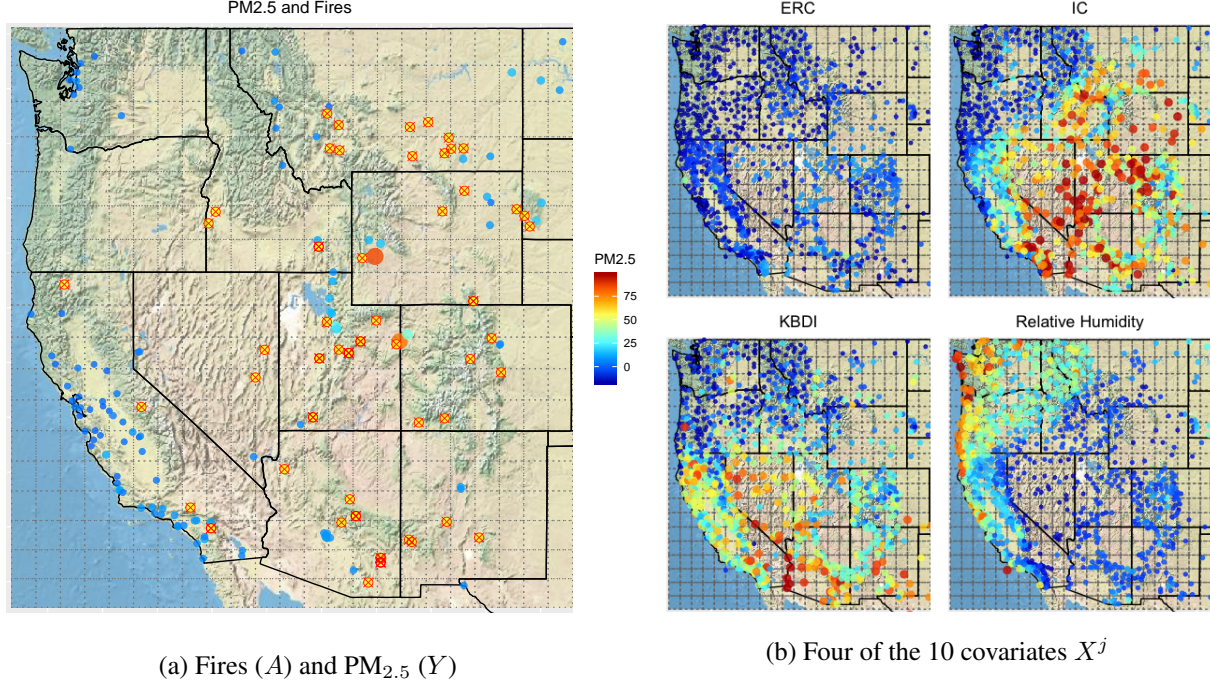 PM2.5 and Fires
PM2.5
75
50
25
0
(a) Fires (A) and PM2.5 (Y)
ERC
IC
KBDI
Relative Humidity
(b) Four of the 10 covariates X^j